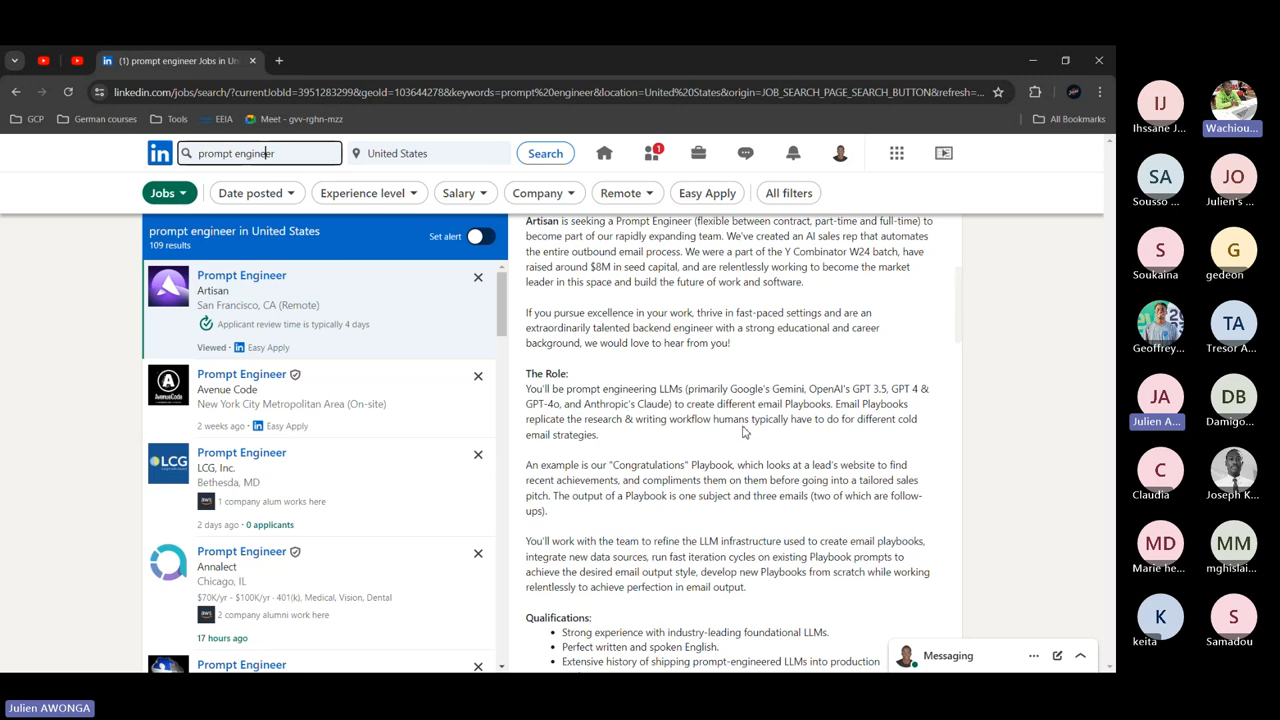 (1) prompt engineer Jobs in Un
linkedin.com/jobs/search/?currentJobId=3951283299&geoId=103644278&keywords=prompt%20engineer&location=United%20States&origin=JOB_SEARCH_PAGE_SEARCH_BUTTON&refresh=...
GCP
German courses
Tools
EEIA
Meet - gvv-rghn-mzz
All Bookmarks
in
prompt engineer
United States
Search
1
Jobs
Date posted
Experience level
Salary
Company
Remote
Easy Apply
All filters
prompt engineer in United States
109 results
Set alert
Prompt Engineer
Artisan
San Francisco, CA (Remote)
Applicant review time is typically 4 days
Viewed · in Easy Apply
Prompt Engineer
Avenue Code
New York City Metropolitan Area (On-site)
2 weeks ago · in Easy Apply
Prompt Engineer
LCG, Inc.
Bethesda, MD
1 company alum works here
2 days ago · 0 applicants
Prompt Engineer
Annalect
Chicago, IL
$70K/yr - $100K/yr · 401(k), Medical, Vision, Dental
2 company alumni work here
17 hours ago
Prompt Engineer
Artisan is seeking a Prompt Engineer (flexible between contract, part-time and full-time) to
become part of our rapidly expanding team. We've created an AI sales rep that automates
the entire outbound email process. We were a part of the Y Combinator W24 batch, have
raised around $8M in seed capital, and are relentlessly working to become the market
leader in this space and build the future of work and software.
If you pursue excellence in your work, thrive in fast-paced settings and are an
extraordinarily talented backend engineer with a strong educational and career
background, we would love to hear from you!
The Role:
You'll be prompt engineering LLMs (primarily Google's Gemini, OpenAI's GPT 3.5, GPT 4 &
GPT-4o, and Anthropic's Claude) to create different email Playbooks. Email Playbooks
replicate the research & writing workflow humans typically have to do for different cold
email strategies.
An example is our "Congratulations" Playbook, which looks at a lead's website to find
recent achievements, and compliments them on them before going into a tailored sales
pitch. The output of a Playbook is one subject and three emails (two of which are follow-
ups).
You'll work with the team to refine the LLM infrastructure used to create email playbooks,
integrate new data sources, run fast iteration cycles on existing Playbook prompts to
achieve the desired email output style, develop new Playbooks from scratch while working
relentlessly to achieve perfection in email output.
Qualifications:
• Strong experience with industry-leading foundational LLMs.
• Perfect written and spoken English.
• Extensive history of shipping prompt-engineered LLMs into production
Messaging
IJ
Ihssane J...
Wachiou...
SA
Sousso ...
JO
Julien's ...
S
Soukaina
G
gedeon
Geoffrey...
TA
Tresor A...
JA
Julien A...
DB
Damigo...
C
Claudia
Joseph K...
MD
Marie he...
MM
mghislai...
K
keita
S
Samadou
Julien AWONGA